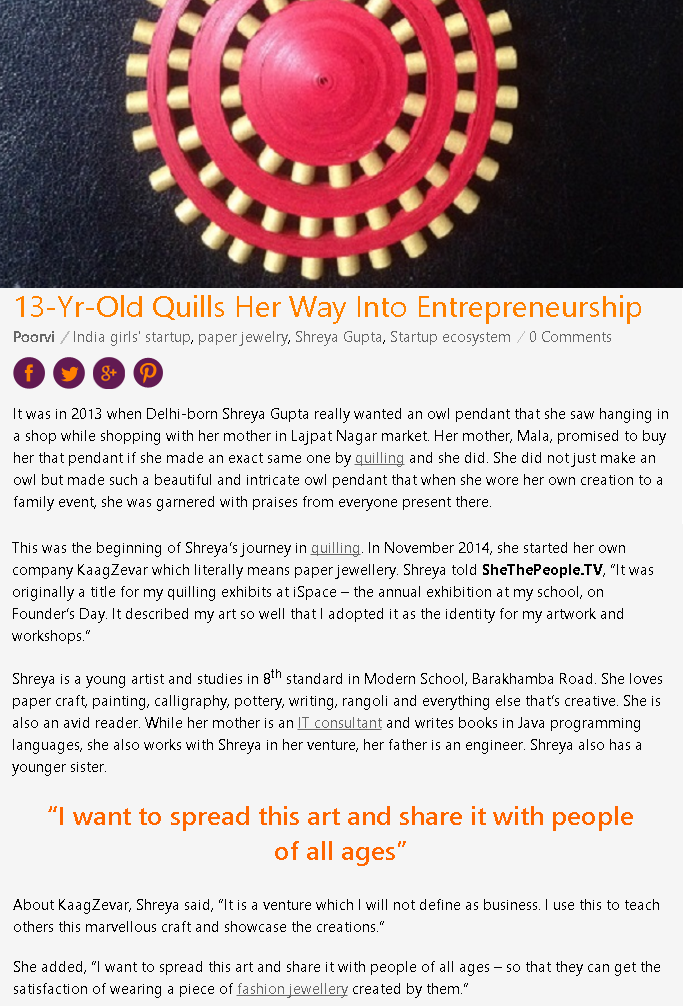 13-Yr-Old Quills Her Way Into Entrepreneurship
Poorvi / India girls' startup, paper jewelry, Shreya Gupta, Startup ecosystem / 0 Comments
It was in 2013 when Delhi-born Shreya Gupta really wanted an owl pendant that she saw hanging in
a shop while shopping with her mother in Lajpat Nagar market. Her mother, Mala, promised to buy
her that pendant if she made an exact same one by quilling and she did. She did not just make an
owl but made such a beautiful and intricate owl pendant that when she wore her own creation to a
family event, she was garnered with praises from everyone present there.
This was the beginning of Shreya's journey in quilling. In November 2014, she started her own
company KaagZevar which literally means paper jewellery. Shreya told SheThePeople.TV, "It was
originally a title for my quilling exhibits at iSpace – the annual exhibition at my school, on
Founder's Day. It described my art so well that I adopted it as the identity for my artwork and
workshops."
Shreya is a young artist and studies in 8th standard in Modern School, Barakhamba Road. She loves
paper craft, painting, calligraphy, pottery, writing, rangoli and everything else that's creative. She is
also an avid reader. While her mother is an IT consultant and writes books in Java programming
languages, she also works with Shreya in her venture, her father is an engineer. Shreya also has a
younger sister.
"I want to spread this art and share it with people
of all ages"
About KaagZevar, Shreya said, "It is a venture which I will not define as business. I use this to teach
others this marvellous craft and showcase the creations."
She added, "I want to spread this art and share it with people of all ages – so that they can get the
satisfaction of wearing a piece of fashion jewellery created by them."